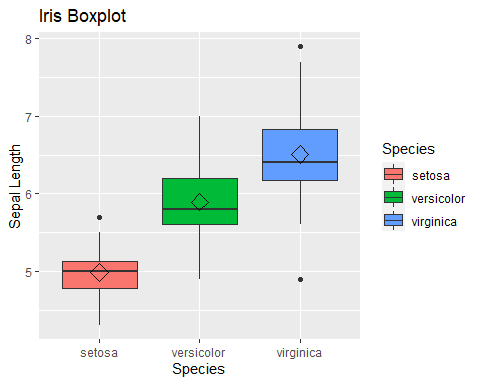 Iris Boxplot
8
7
6
5
Sepal Length
setosa versicolor virginica
Species
Species
setosa
versicolor
virginica